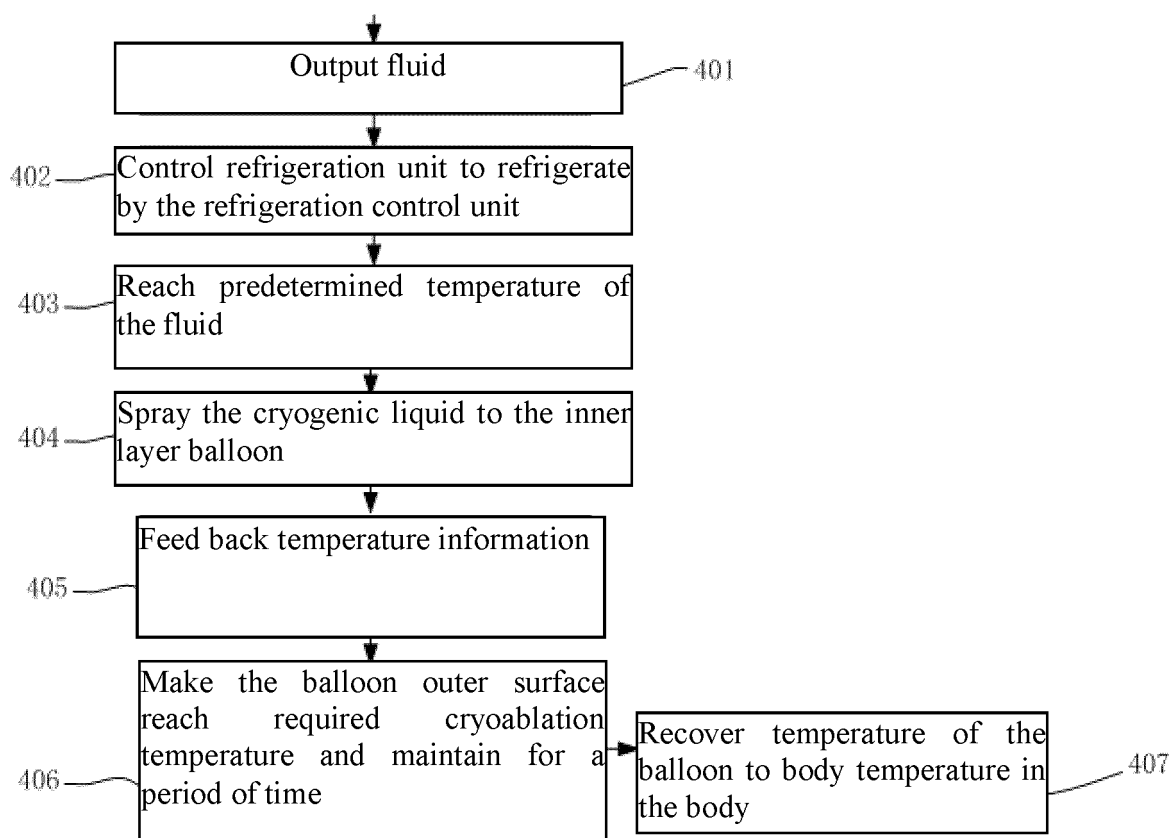 Output fluid
401
402
Control refrigeration unit to refrigerate
by the refrigeration control unit
403
Reach predetermined temperature of
the fluid
404
Spray the cryogenic liquid to the inner
layer balloon
405
Feed back temperature information
406
Make the balloon outer surface
reach required cryoablation
temperature and maintain for a
period of time
Recover temperature of the
balloon to body temperature in
the body
407